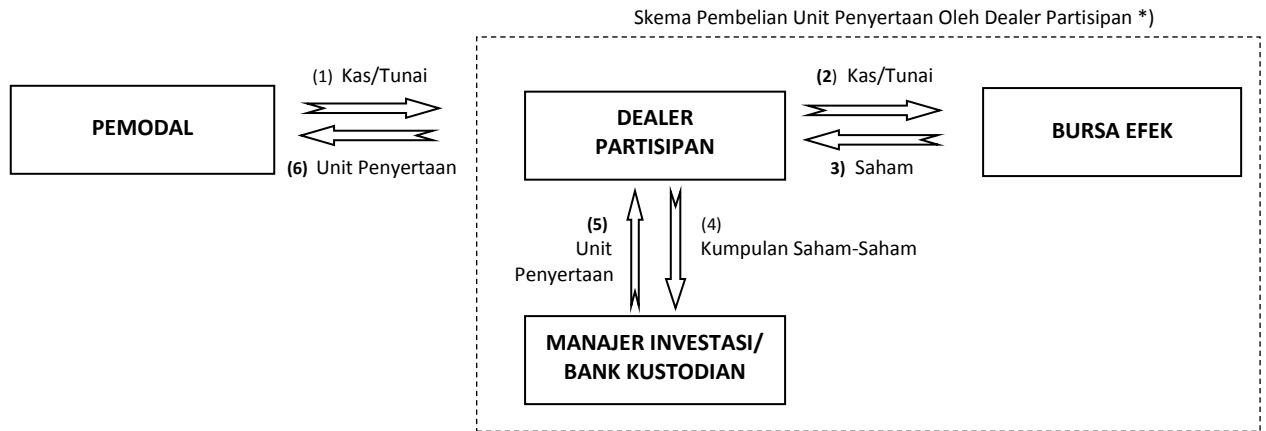 Skema Pembelian Unit Penyertaan Oleh Dealer Partisipan *)
(1) Kas/Tunai
(2) Kas/Tunai
PEMODAL
DEALER
PARTISIPAN
BURSA EFEK
(6) Unit Penyertaan
3) Saham
(5)
Unit
Penyertaan
(4)
Kumpulan Saham-Saham
MANAJER INVESTASI/
BANK KUSTODIAN